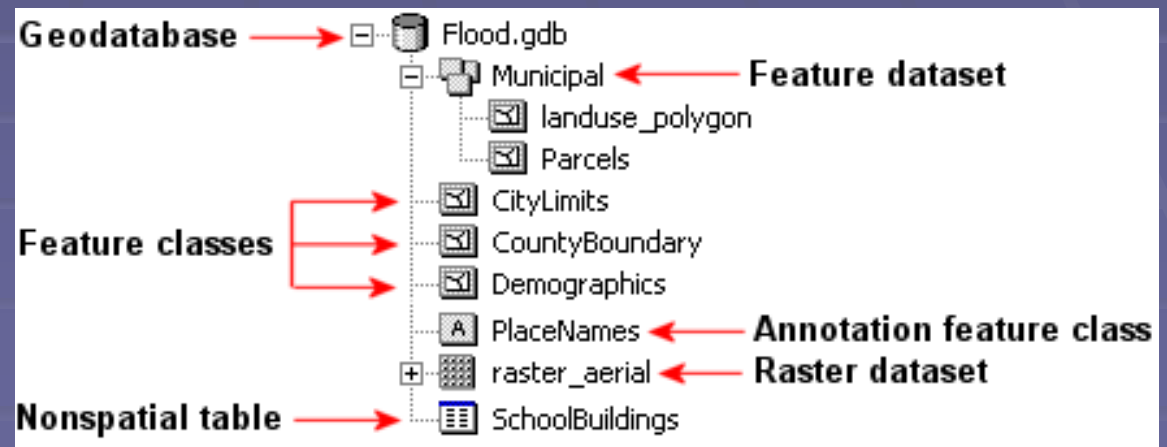 Geodatabase Flood.gdb
Municipal Feature dataset
landuse_polygon
Parcels
CityLimits
Feature classes CountyBoundary
Demographics
PlaceNames Annotation feature class
raster_aerial Raster dataset
Nonspatial table SchoolBuildings